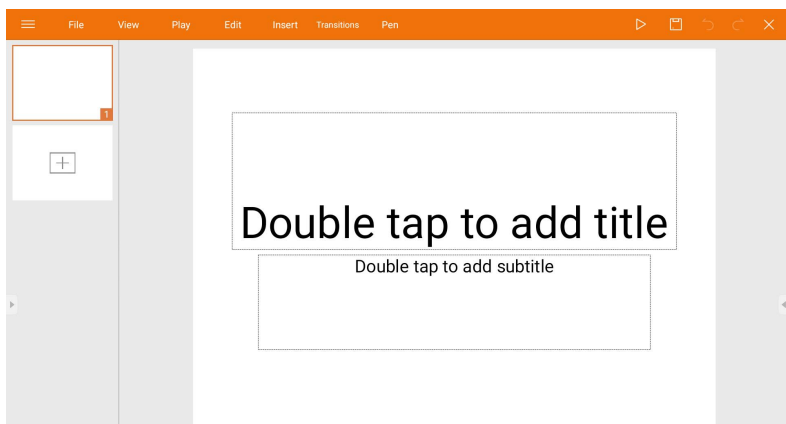 File View Play Edit Insert Transitions Pen
1
Double tap to add title
Double tap to add subtitle